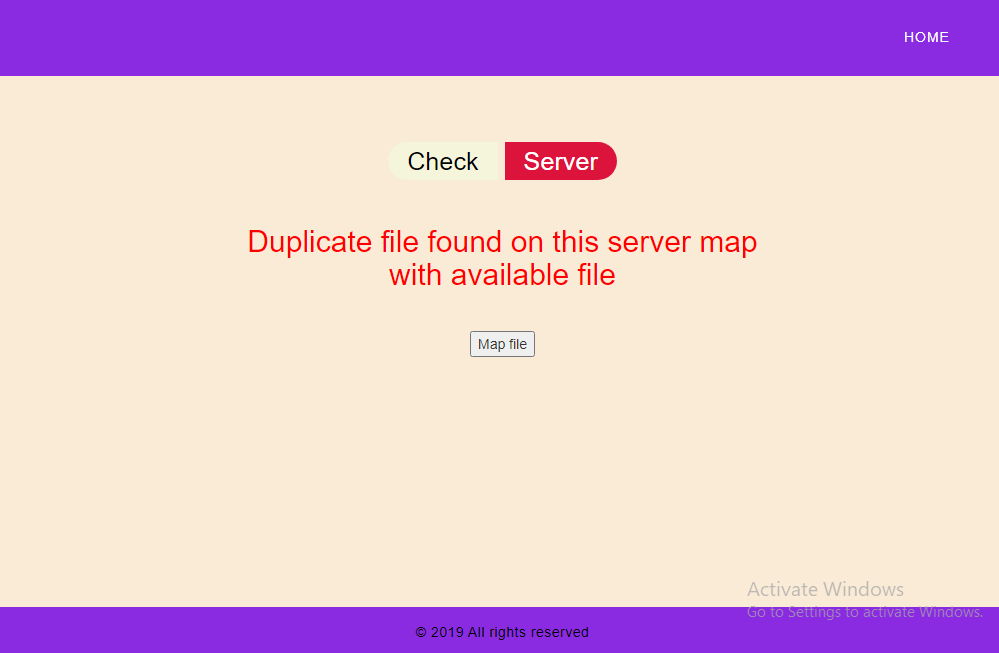 HOME
Check Server
Duplicate file found on this server map
with available file
Map file
Activate Windows
Go to Settings to activate Windows.
© 2019 All rights reserved